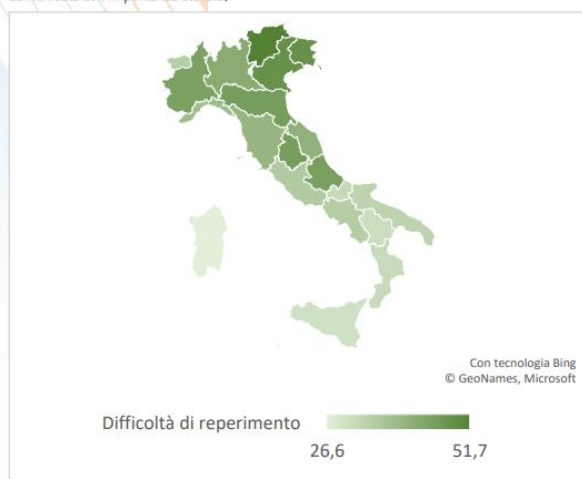 Con tecnologia Bing
© GeoNames, Microsoft
Difficoltà di reperimento
26,6
51,7